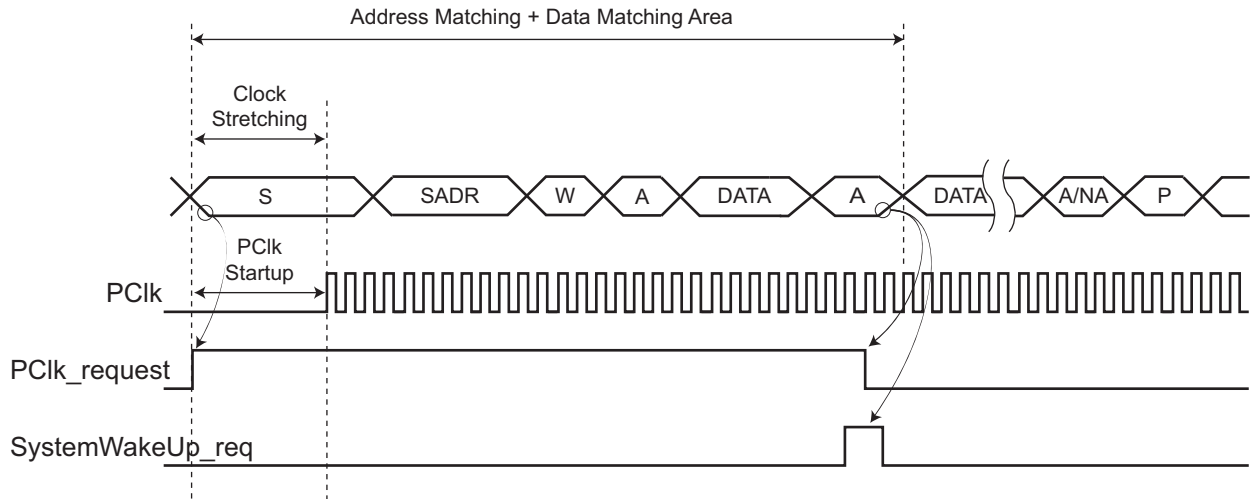 Address Matching + Data Matching Area
Clock
Stretching
S SADR W A DATA A DATA A/NA P
PClk
Startup
PClk
PClk_request
SystemWakeUp_req